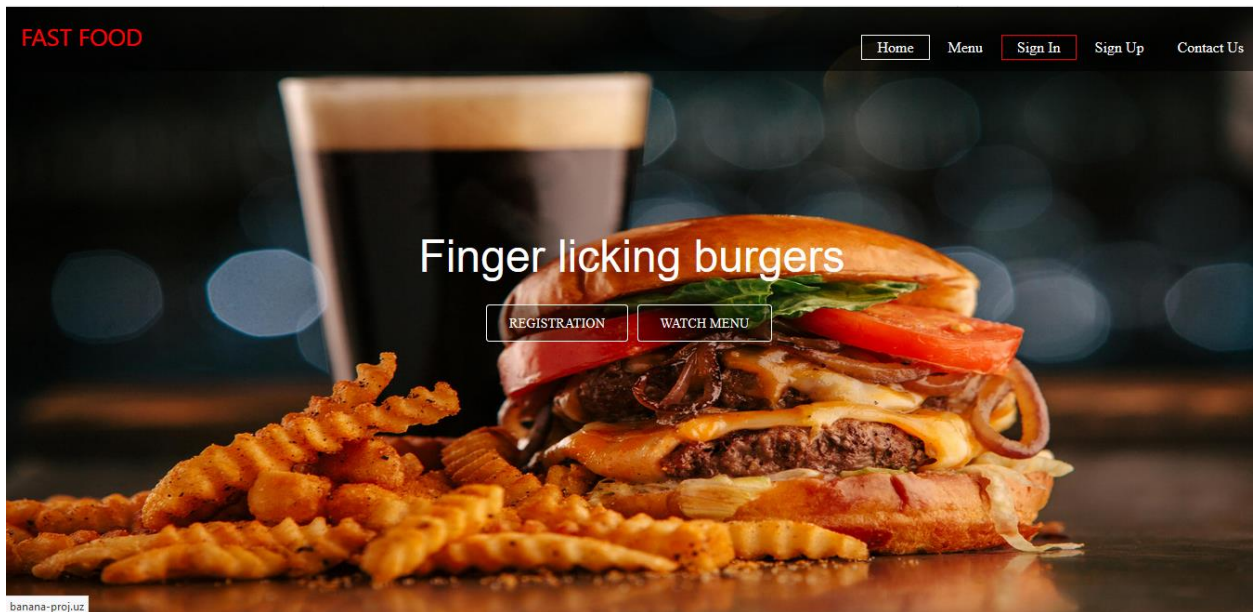 FAST FOOD
Home Menu Sign In Sign Up Contact Us
Finger licking burgers
REGISTRATION WATCH MENU
banana-proj.uz